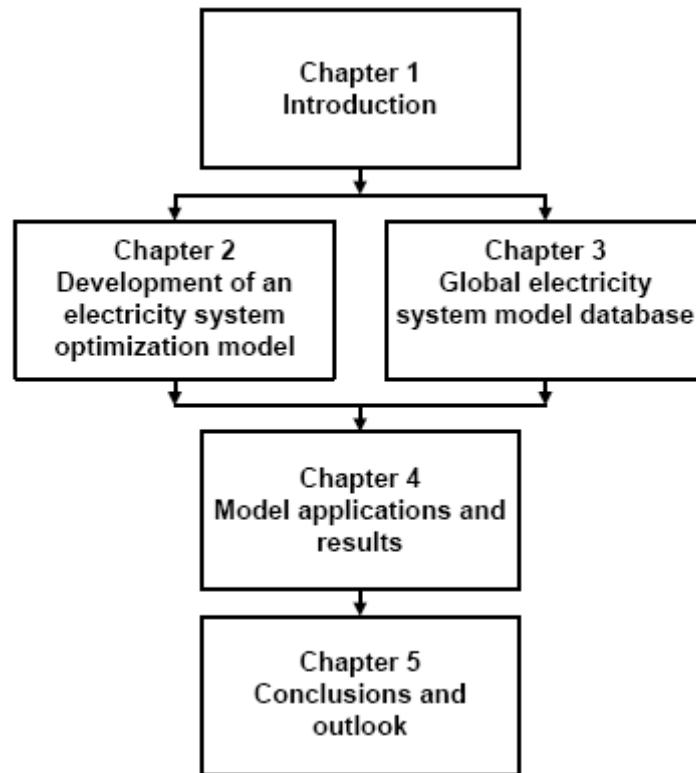 Chapter 1
Introduction
Chapter 2
Development of an
electricity system
optimization model
Chapter 3
Global electricity
system model database
Chapter 4
Model applications and
results
Chapter 5
Conclusions and
outlook